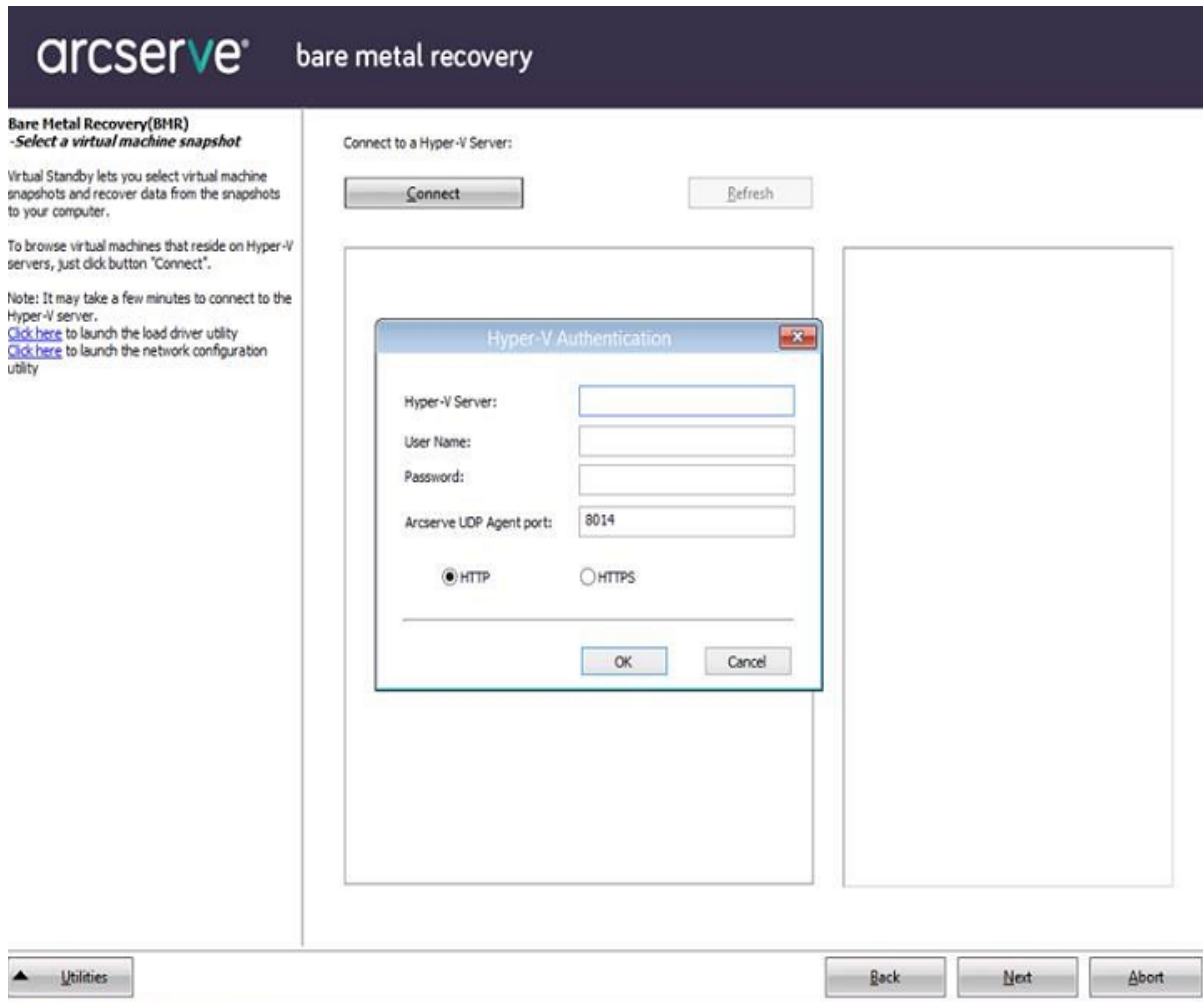 arcserve® bare metal recovery
Bare Metal Recovery(BMR)
-Select a virtual machine snapshot
Virtual Standby lets you select virtual machine
snapshots and recover data from the snapshots
to your computer.
To browse virtual machines that reside on Hyper-V
servers, just click button "Connect".
Note: It may take a few minutes to connect to the
Hyper-V server.
Click here to launch the load driver utility
Click here to launch the network configuration
utility
Connect to a Hyper-V Server:
Connect
Refresh
Hyper-V Authentication
Hyper-V Server:
User Name:
Password:
Arcserve UDP Agent port: 8014
HTTP
HTTPS
OK
Cancel
Utilities
Back
Next
Abort